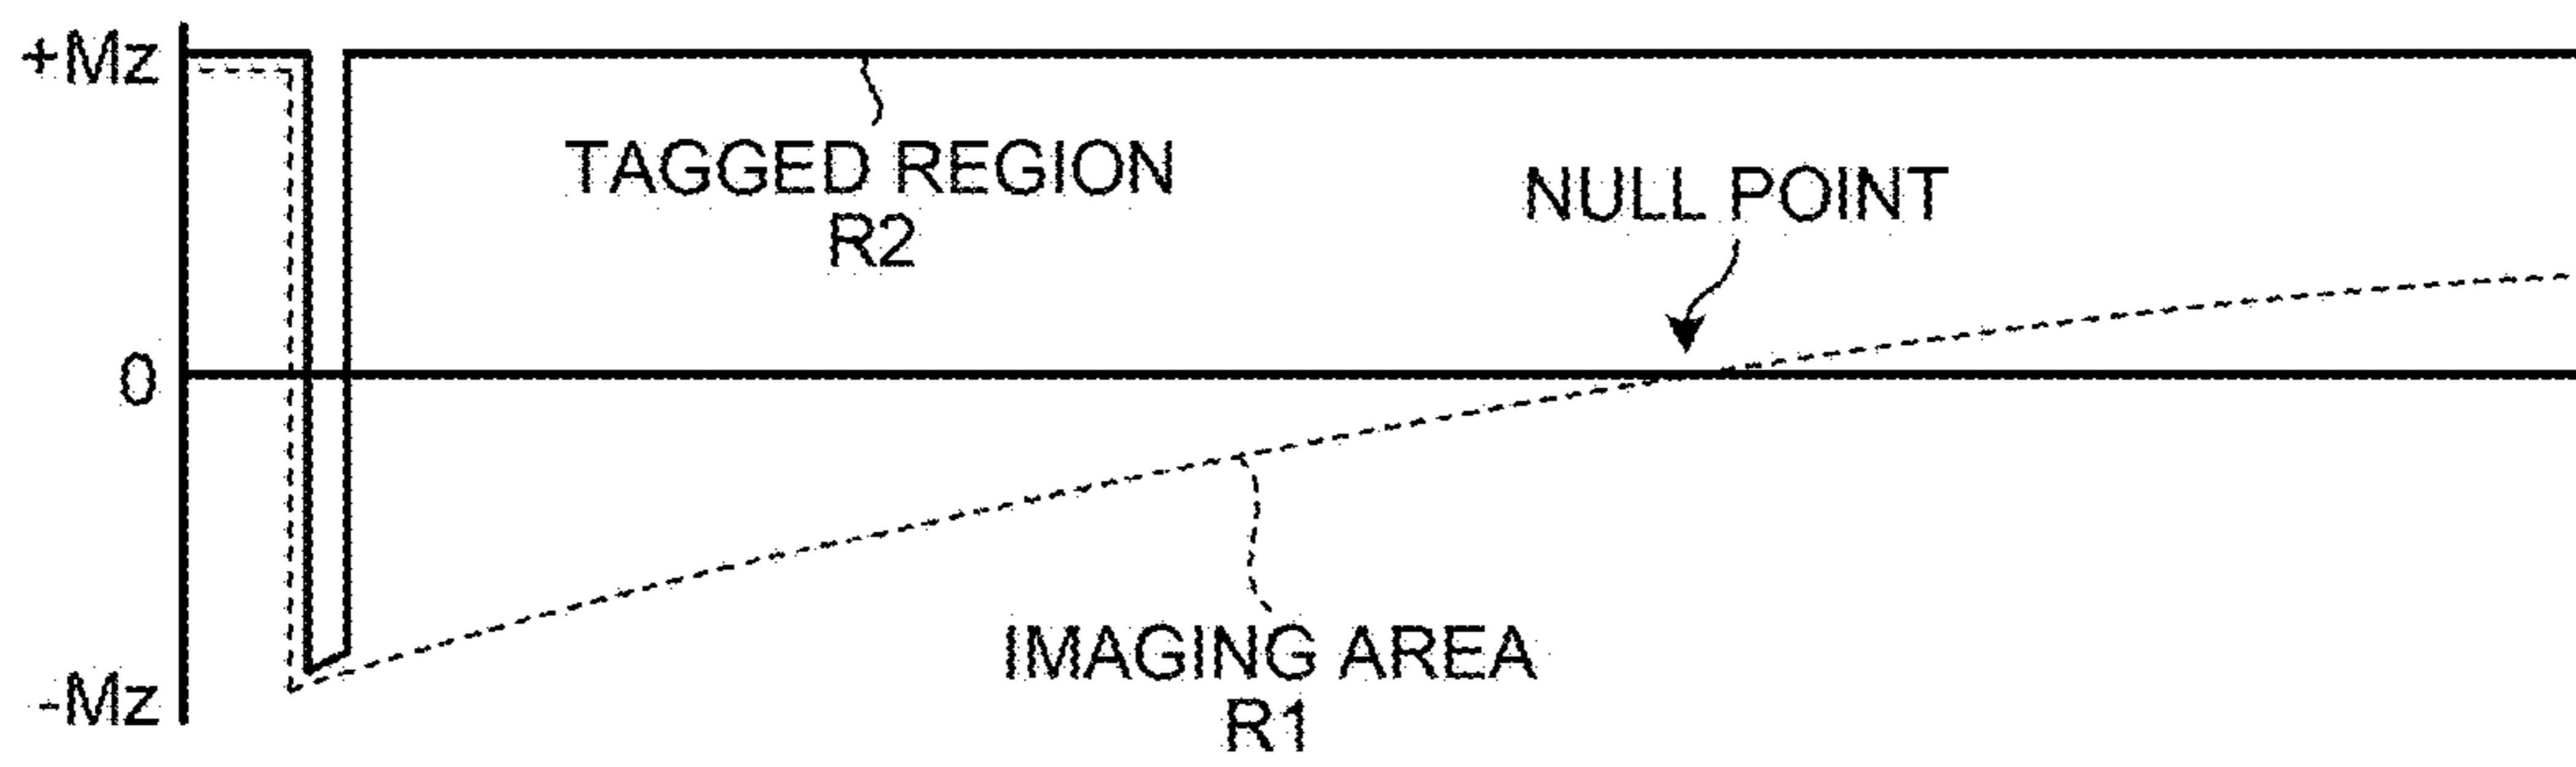 +Mz
TAGGED REGION
R2
NULL POINT
0
IMAGING AREA
R1
-Mz